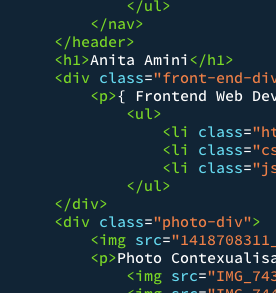 </ul>
</nav>
</header>
<h1>Anita Amini</h1>
<div class="front-end-div
<p>{ Frontend Web Dev
<ul>
<li class="ht
<li class="cs
<li class="js
</ul>
</div>
<div class="photo-div">
<img src="1418708311_
<p>Photo Contexualisa
<img src="IMG_743